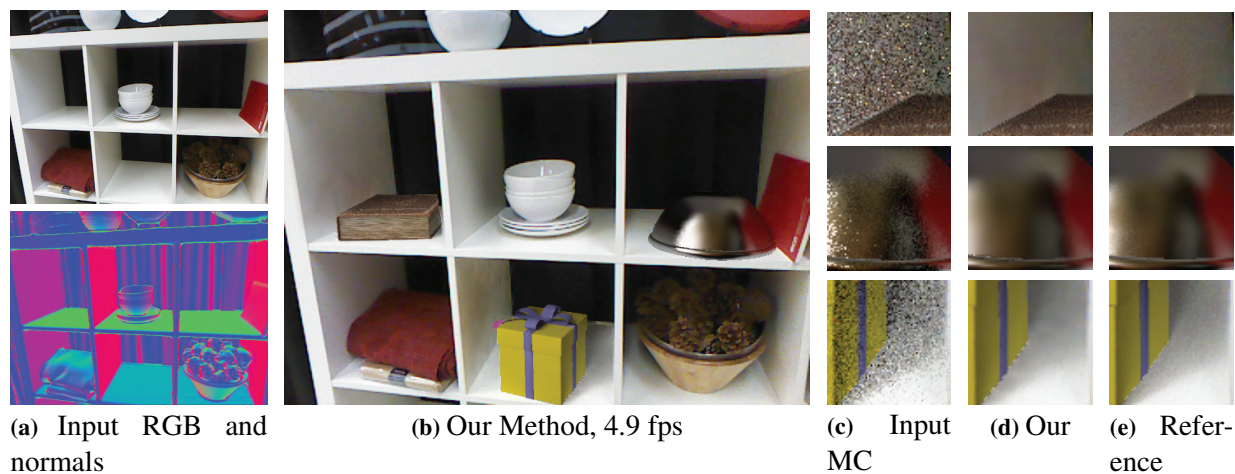 (a) Input RGB and
normals
(b) Our Method, 4.9 fps
(c) Input
MC
(d) Our
(e) Refer-
ence